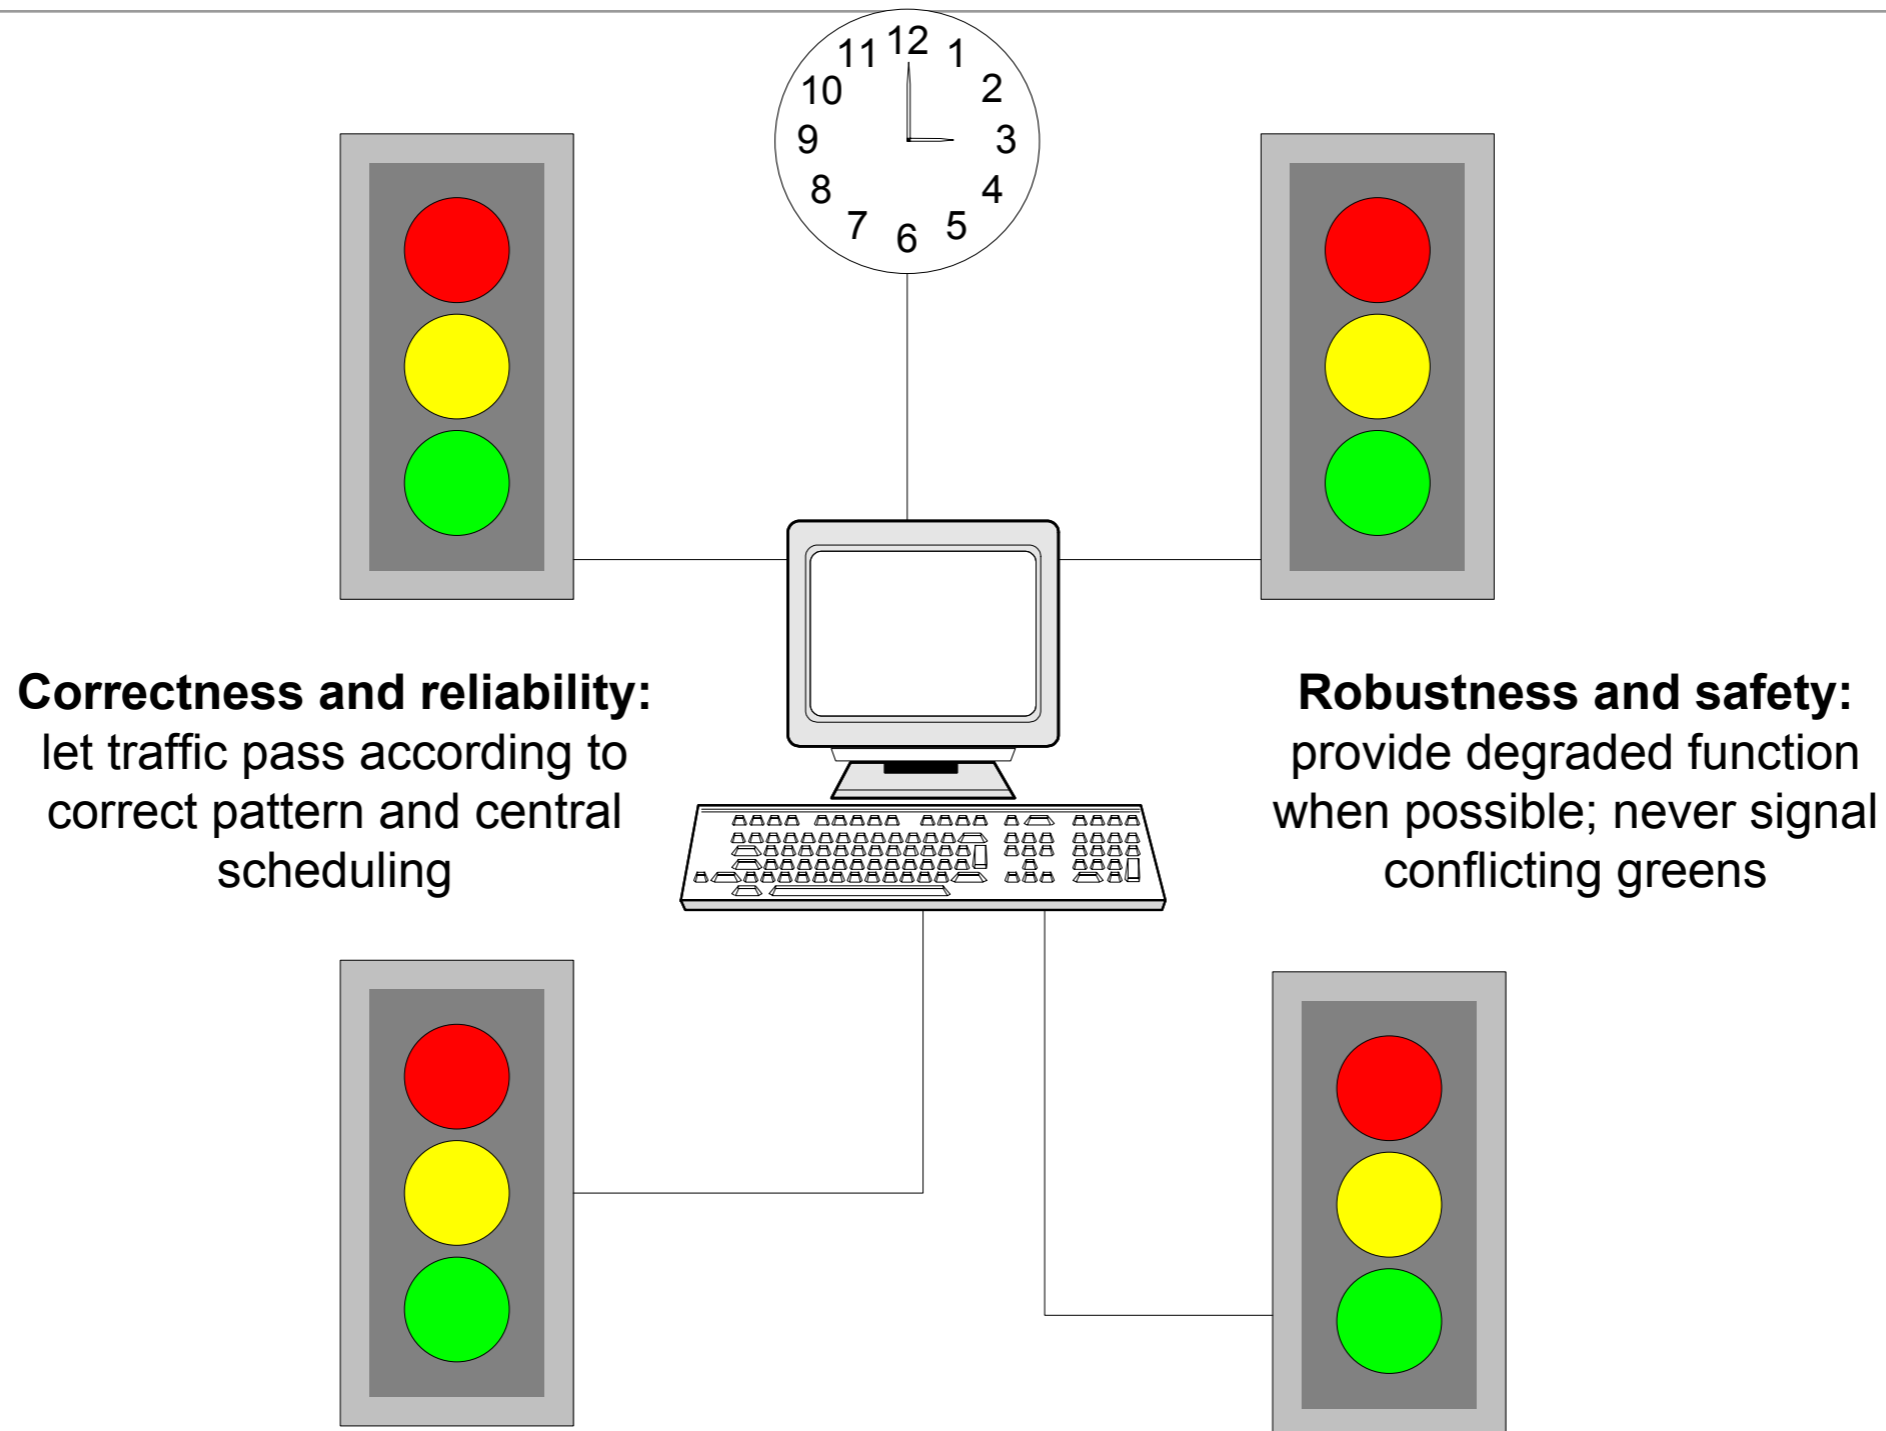 12
11
1
10
2
9
3
8
4
7
5
6
Correctness and reliability:
let traffic pass according to
correct pattern and central
scheduling
Robustness and safety:
provide degraded function
when possible; never signal
conflicting greens